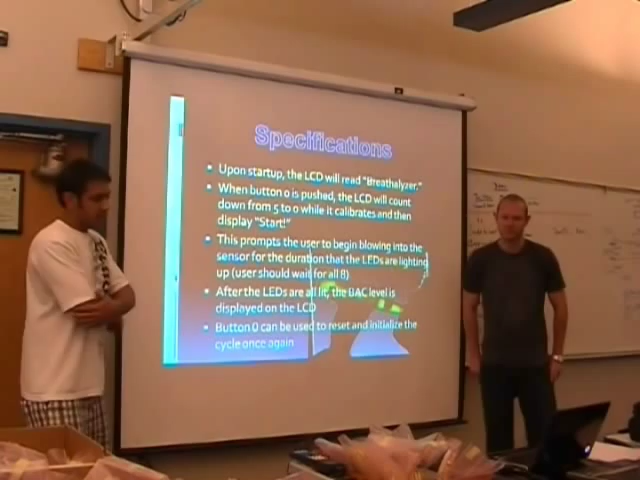 Specifications
Upon startup, the LCD will read "Breathalyzer."
When button 0 is pushed, the LCD will count
down from 5 to 0 while it calibrates and then
display "Start!"
This prompts the user to begin blowing into the
sensor for the duration that the LEDs are lighting
up (user should wait for all 8)
After the LEDs are all lit, the BAC level is
displayed on the LCD
Button 0 can be used to reset and initialize the
cycle once again